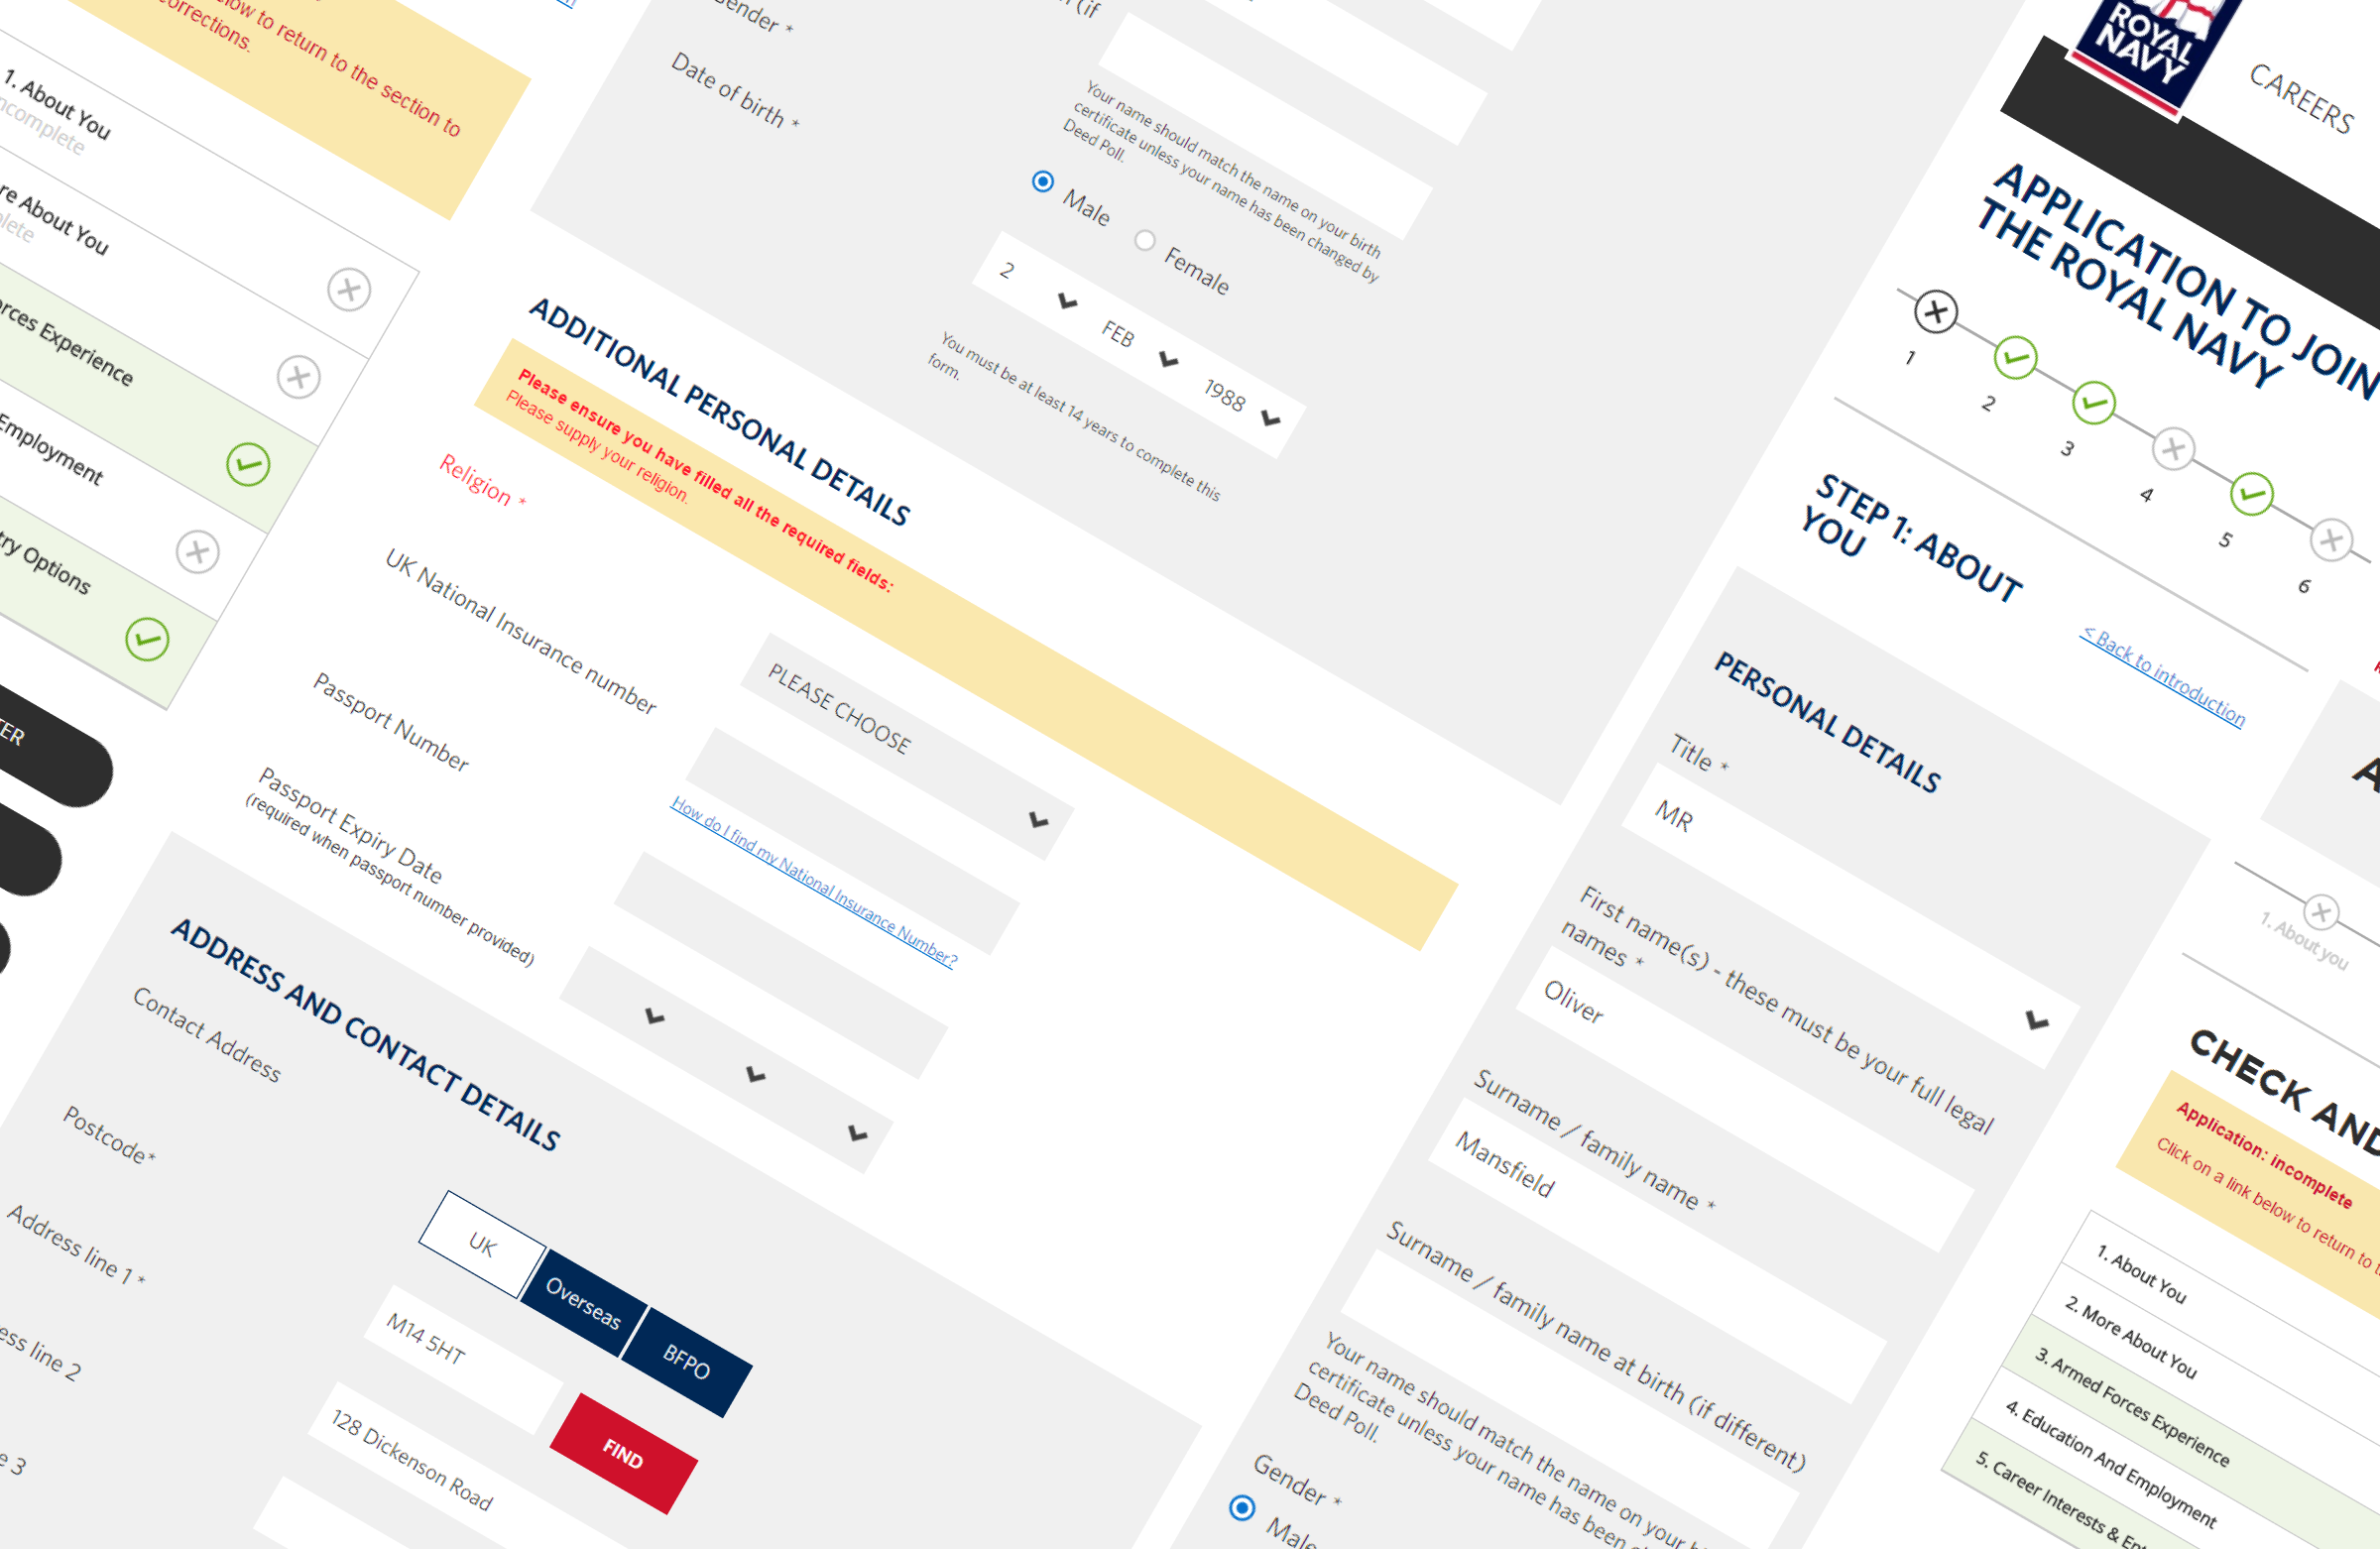 low to return to the section to
corrections.
1. About You
ncomplete
re About You
lete
orces Experience
Employment
try Options
TER
Gender *
(if
Date of birth *
Your name should match the name on your birth
certificate unless your name has been changed by
Deed Poll.
Male
Female
2
FEB
1988
You must be at least 14 years to complete this
form.
ADDITIONAL PERSONAL DETAILS
Please ensure you have filled all the required fields:
Please supply your religion.
Religion *
PLEASE CHOOSE
UK National Insurance number
How do I find my National Insurance Number?
Passport Number
Passport Expiry Date
(required when passport number provided)
ADDRESS AND CONTACT DETAILS
Contact Address
UK
Overseas
BFPO
Postcode*
M14 5HT
FIND
Address line 1 *
128 Dickenson Road
ess line 2
e 3
ROYAL
NAVY
CAREERS
APPLICATION TO JOIN
THE ROYAL NAVY
1
2
3
4
5
6
STEP 1: ABOUT
YOU
< Back to introduction
PERSONAL DETAILS
Title *
MR
First name(s) - these must be your full legal
names *
Oliver
Surname / family name *
Mansfield
Surname / family name at birth (if different)
Your name should match the name on your bi
certificate unless your name has been c
Deed Poll.
Gender *
Male
A
1. About you
CHECK AND
Application: incomplete
Click on a link below to return to t
1. About You
2. More About You
3. Armed Forces Experience
4. Education And Employment
5. Career Interests & Ent